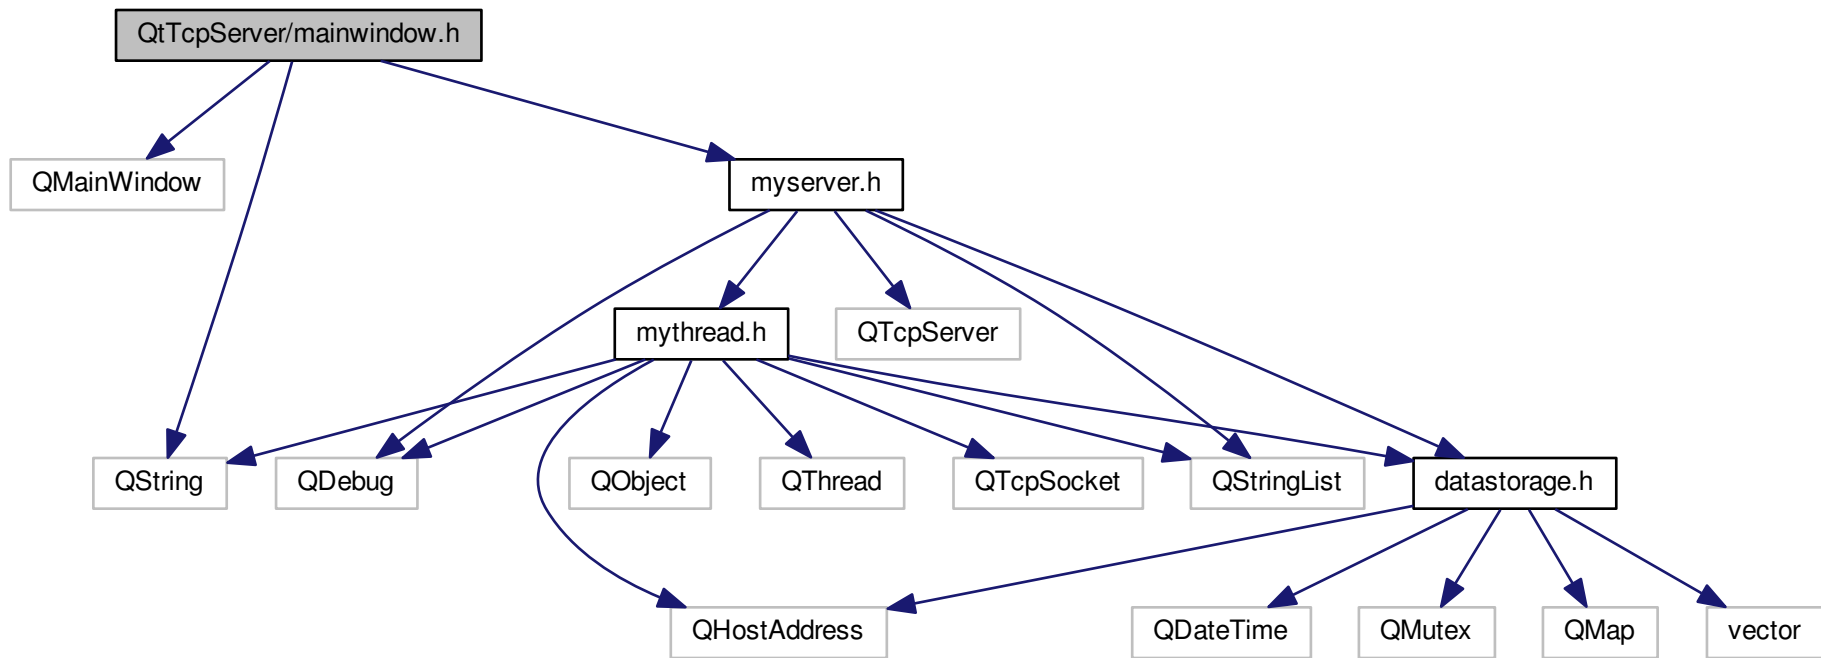 QtTcpServer/mainwindow.h
QMainWindow
myserver.h
mythread.h
QTcpServer
QString
QDebug
QObject
QThread
QTcpSocket
QStringList
datastorage.h
QHostAddress
QDateTime
QMutex
QMap
vector